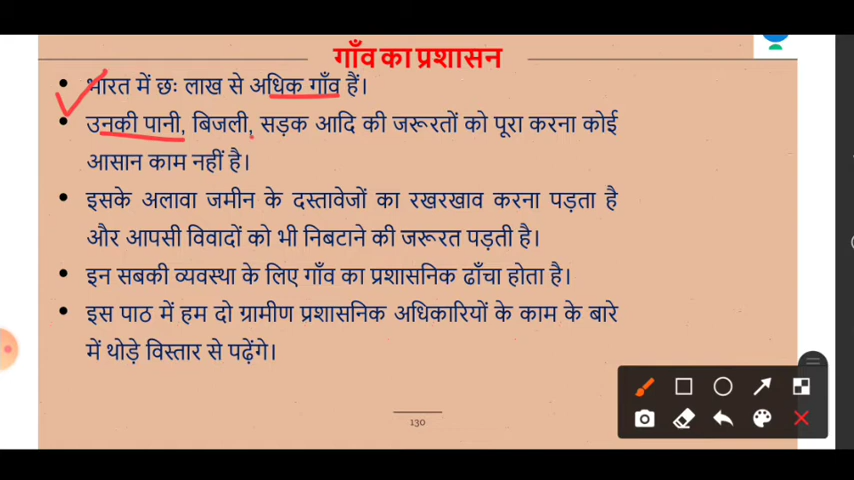 गाँव का प्रशासन
• भारत में छः लाख से अधिक गाँव हैं।
• उनकी पानी, बिजली, सड़क आदि की जरूरतों को पूरा करना कोई
आसान काम नहीं है।
• इसके अलावा जमीन के दस्तावेजों का रखरखाव करना पड़ता है
और आपसी विवादों को भी निबटाने की जरूरत पड़ती है।
• इन सबकी व्यवस्था के लिए गाँव का प्रशासनिक ढाँचा होता है।
• इस पाठ में हम दो ग्रामीण प्रशासनिक अधिकारियों के काम के बारे
में थोड़े विस्तार से पढ़ेंगे।
130